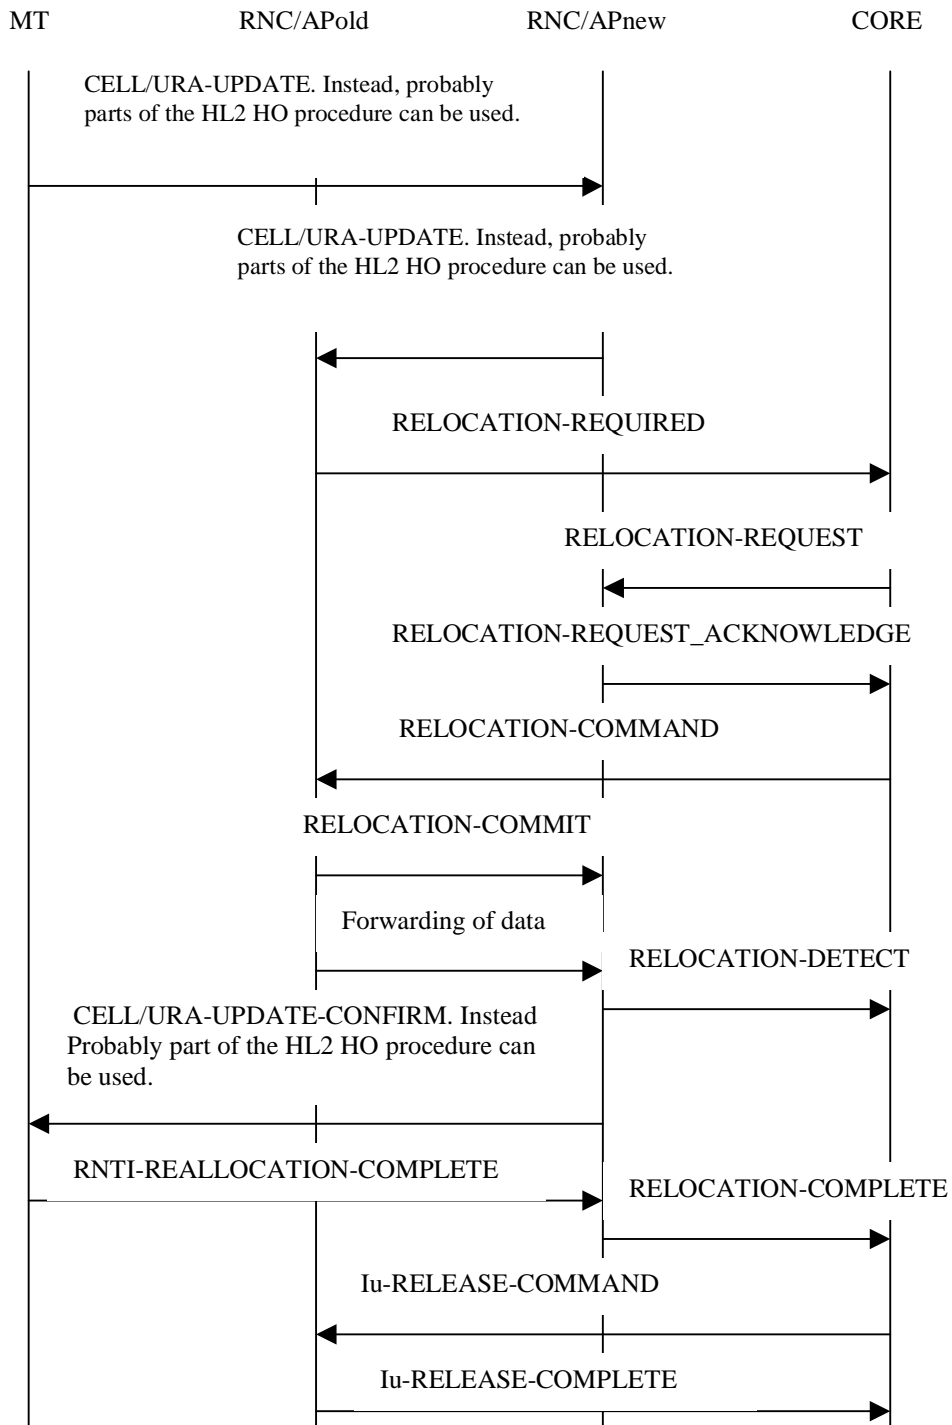 MT RNC/APold RNC/APnew CORE
CELL/URA-UPDATE. Instead, probably
parts of the HL2 HO procedure can be used.
CELL/URA-UPDATE. Instead, probably
parts of the HL2 HO procedure can be used.
RELOCATION-REQUIRED
RELOCATION-REQUEST
RELOCATION-REQUEST_ACKNOWLEDGE
RELOCATION-COMMAND
RELOCATION-COMMIT
Forwarding of data
RELOCATION-DETECT
CELL/URA-UPDATE-CONFIRM. Instead
Probably part of the HL2 HO procedure can
be used.
RNTI-REALLOCATION-COMPLETE
RELOCATION-COMPLETE
Iu-RELEASE-COMMAND
Iu-RELEASE-COMPLETE